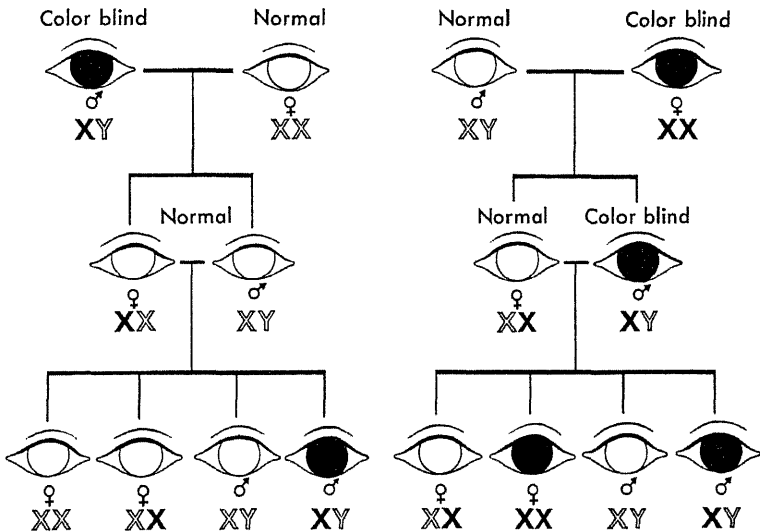 Color blind Normal Normal Color blind
♂ ♀ ♂ ♀
XY XX XY XX
Normal Normal Color blind
♀ ♂ ♀ ♂
XX XY XX XY
♀ ♀ ♂ ♂ ♀ ♀ ♂ ♂
XX XX XY XY XX XX XY XY